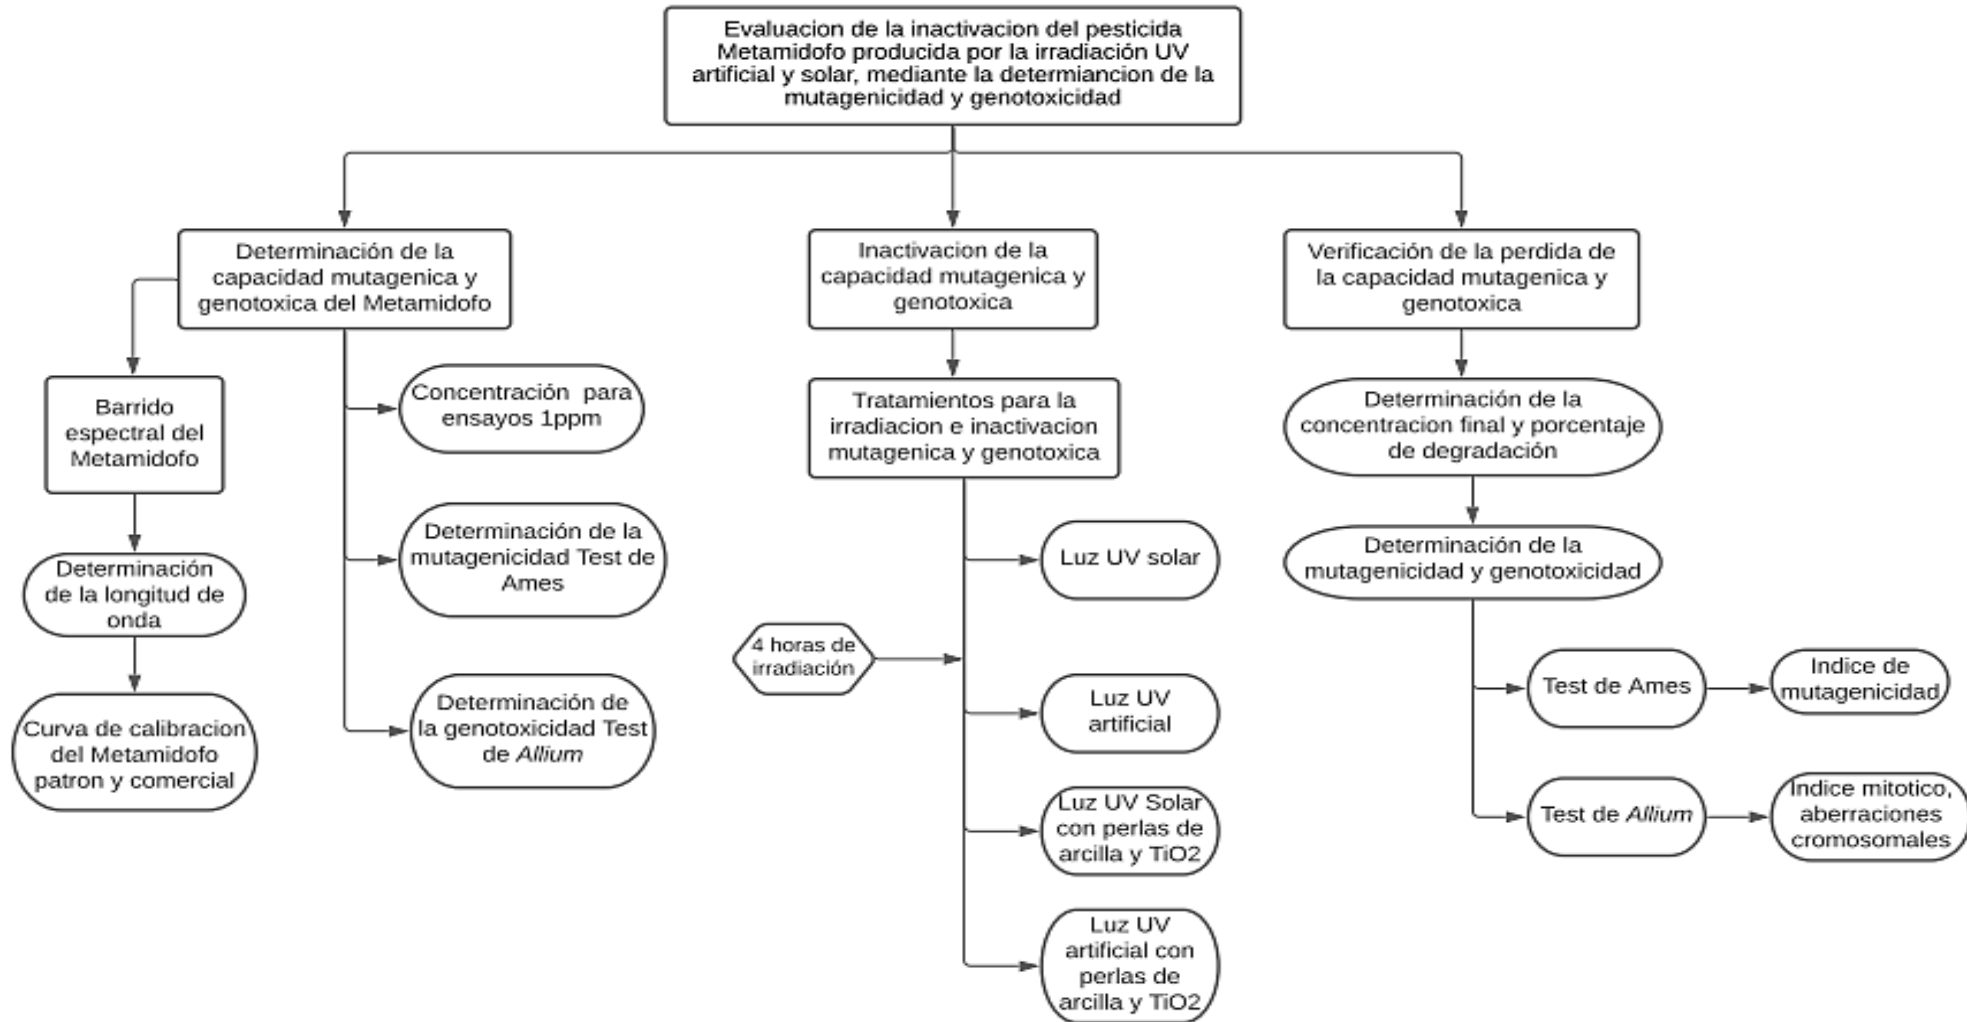 Evaluacion de la inactivacion del pesticida
Metamidofo producida por la irradiación UV
artificial y solar, mediante la determiancion de la
mutagenicidad y genotoxicidad
Determinación de la
capacidad mutagenica y
genotoxica del Metamidofo
Barrido
espectral del
Metamidofo
Determinación
de la longitud de
onda
Curva de calibracion
del Metamidofo
patron y comercial
Concentración para
ensayos 1ppm
Determinación de la
mutagenicidad Test de
Ames
Determinación de
la genotoxicidad Test
de Allium
Inactivacion de la
capacidad mutagenica y
genotoxica
Tratamientos para la
irradiacion e inactivacion
mutagenica y genotoxica
4 horas de
irradiación
Luz UV solar
Luz UV
artificial
Luz UV Solar
con perlas de
arcilla y TiO2
Luz UV
artificial con
perlas de
arcilla y TiO2
Verificación de la perdida de
la capacidad mutagenica y
genotoxica
Determinación de la
concentracion final y porcentaje
de degradación
Determinación de la
mutagenicidad y genotoxicidad
Test de Ames
Indice de
mutagenicidad
Test de Allium
Indice mitotico,
aberraciones
cromosomales